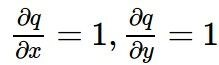 ∂q/∂x = 1, ∂q/∂y = 1